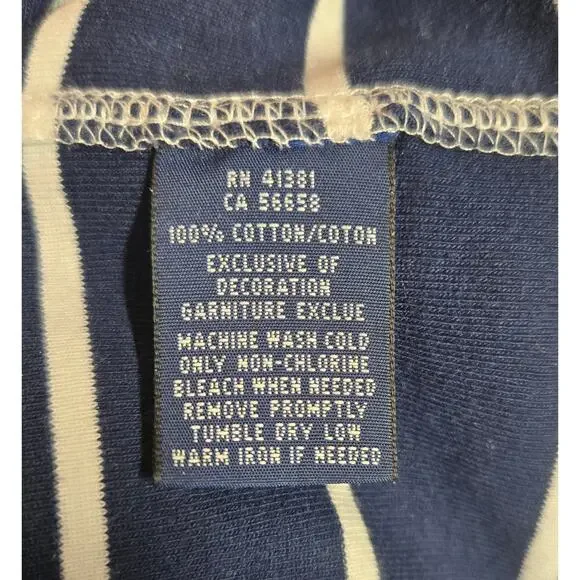 RN 41381
CA 56658
100% COTTON/COTON
EXCLUSIVE OF
DECORATION
GARNITURE EXCLUE
MACHINE WASH COLD
ONLY NON-CHLORINE
BLEACH WHEN NEEDED
REMOVE PROMPTLY
TUMBLE DRY LOW
WARM IRON IF NEEDED